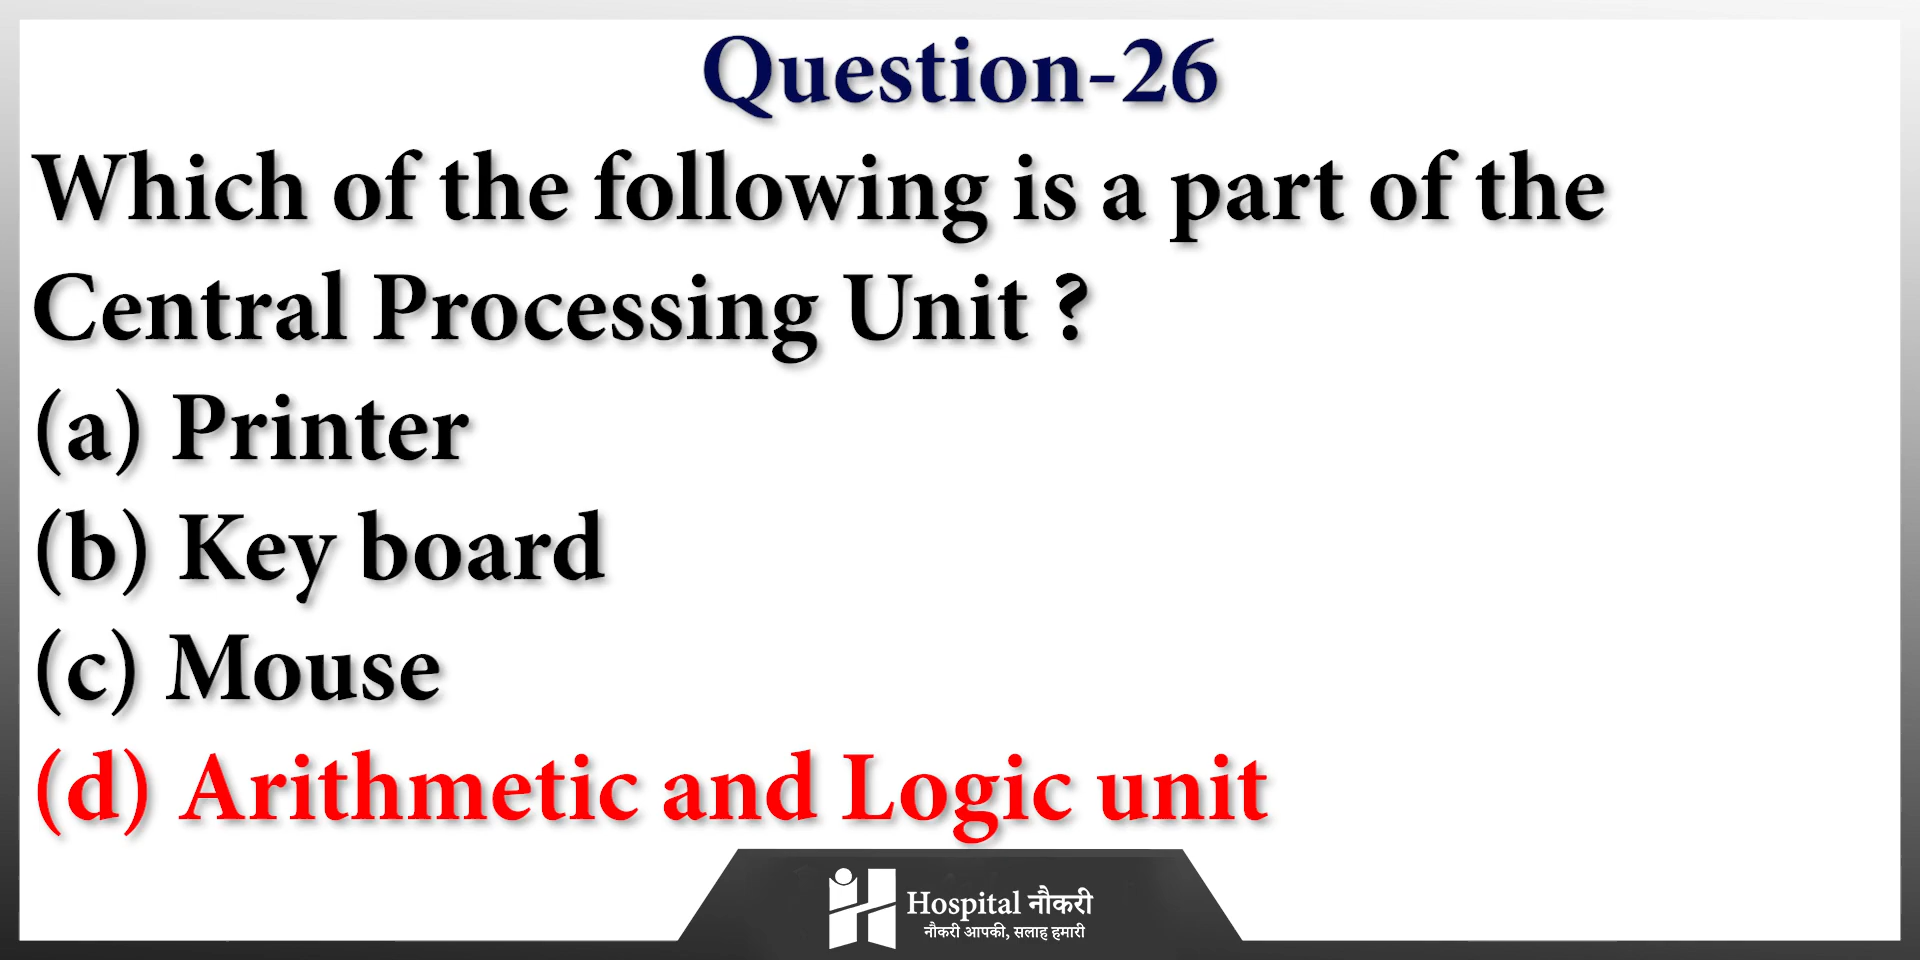 Question-26
Which of the following is a part of the
Central Processing Unit ?
(a) Printer
(b) Key board
(c) Mouse
(d) Arithmetic and Logic unit
Hospital नौकरी
नौकरी आपकी, सलाह हमारी